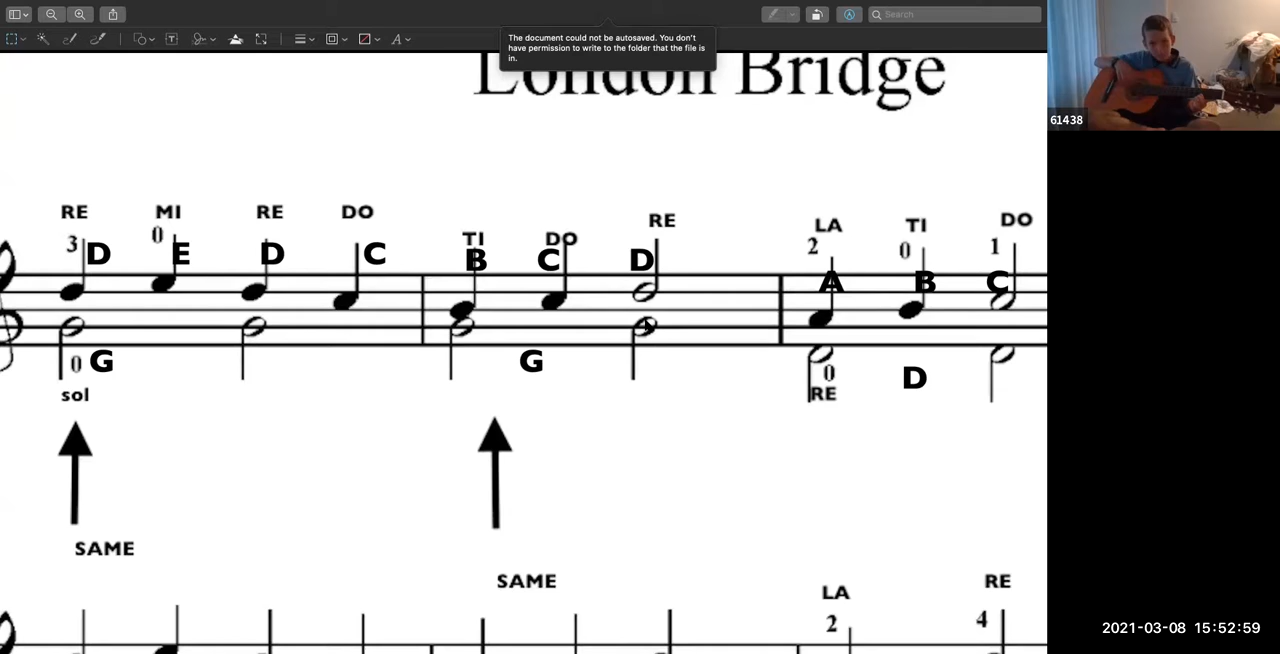 Search
The document could not be autosaved. You don't
have permission to write to the folder that the file is
in.
London Bridge
61438
RE MI RE DO TI DO RE LA TI DO
3 0 2 0 1
D E D C B C D A B C
0 G G 0 D
sol RE
SAME
SAME
LA RE
2 4
2021-03-08 15:52:59